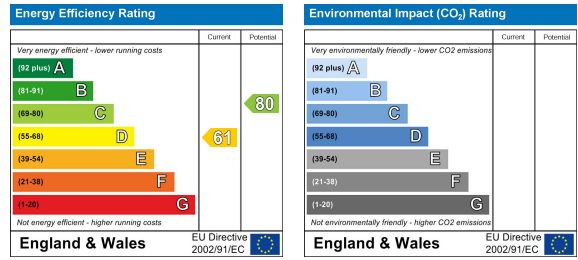 Energy Efficiency Rating
Current Potential
Very energy efficient - lower running costs
(92 plus) A
(81-91) B
(69-80) C
80
(55-68) D
61
(39-54) E
(21-38) F
(1-20) G
Not energy efficient - higher running costs
England & Wales
EU Directive
2002/91/EC
Environmental Impact (CO2) Rating
Current Potential
Very environmentally friendly - lower CO2 emissions
(92 plus) A
(81-91) B
(69-80) C
(55-68) D
(39-54) E
(21-38) F
(1-20) G
Not environmentally friendly - higher CO2 emissions
England & Wales
EU Directive
2002/91/EC